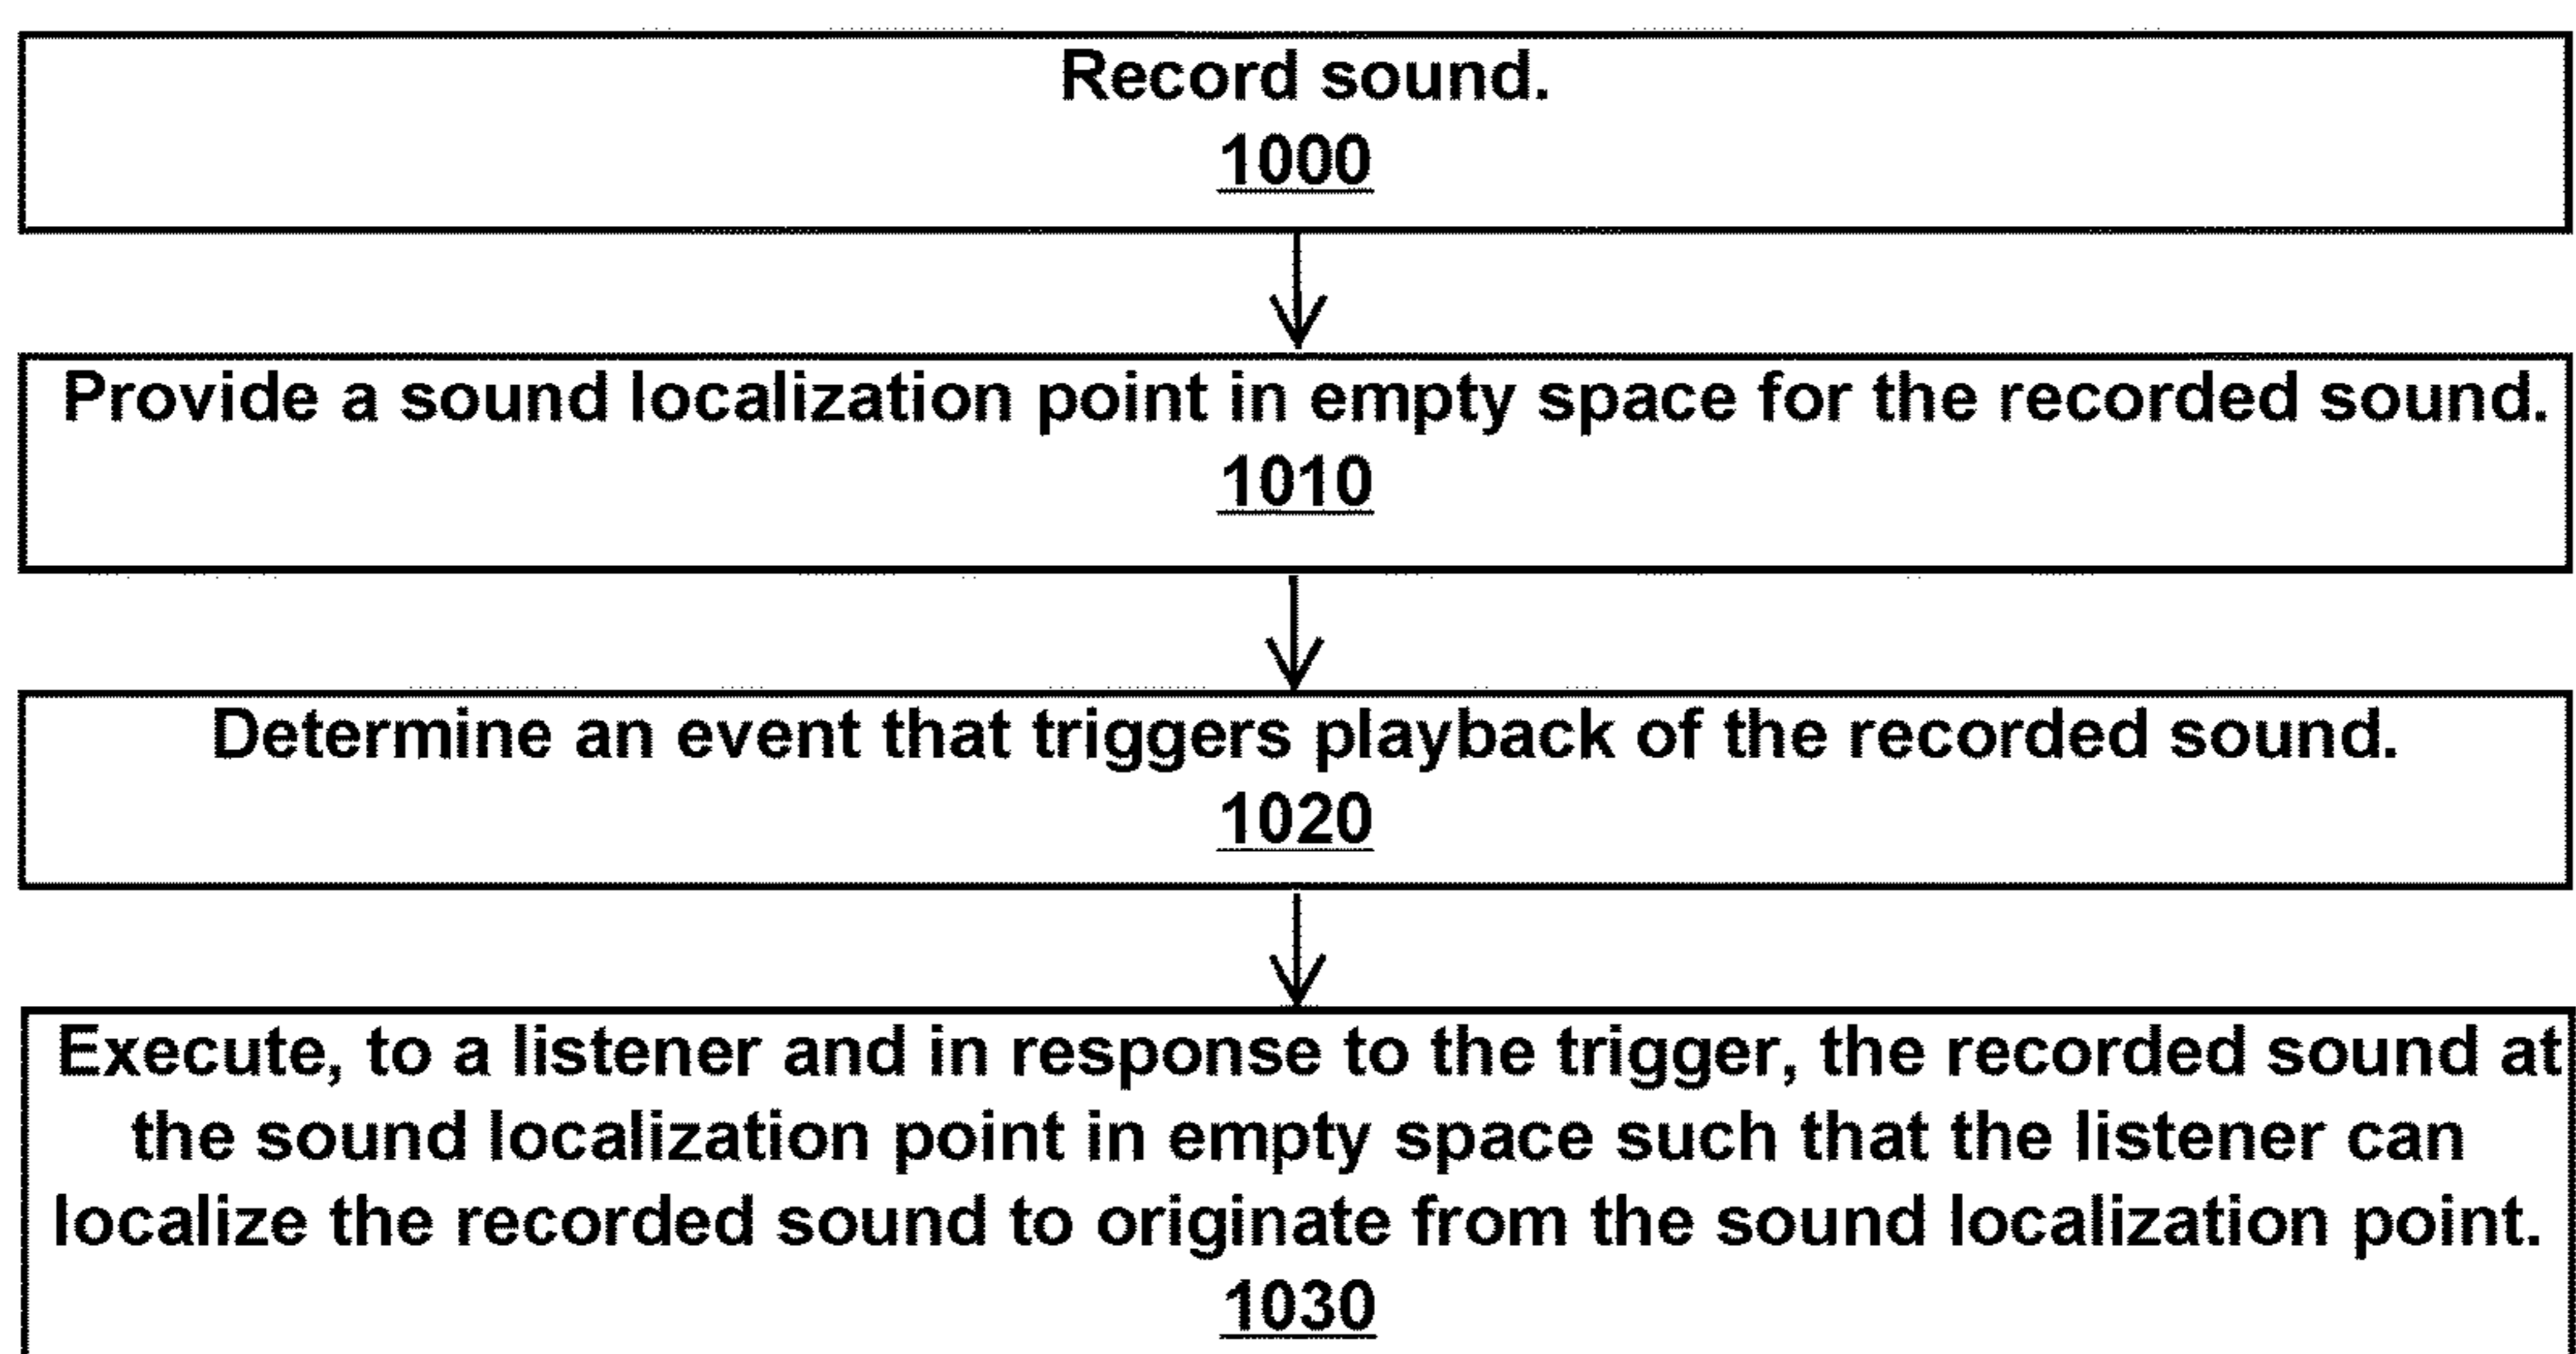 Record sound.
1000
Provide a sound localization point in empty space for the recorded sound.
1010
Determine an event that triggers playback of the recorded sound.
1020
Execute, to a listener and in response to the trigger, the recorded sound at
the sound localization point in empty space such that the listener can
localize the recorded sound to originate from the sound localization point.
1030